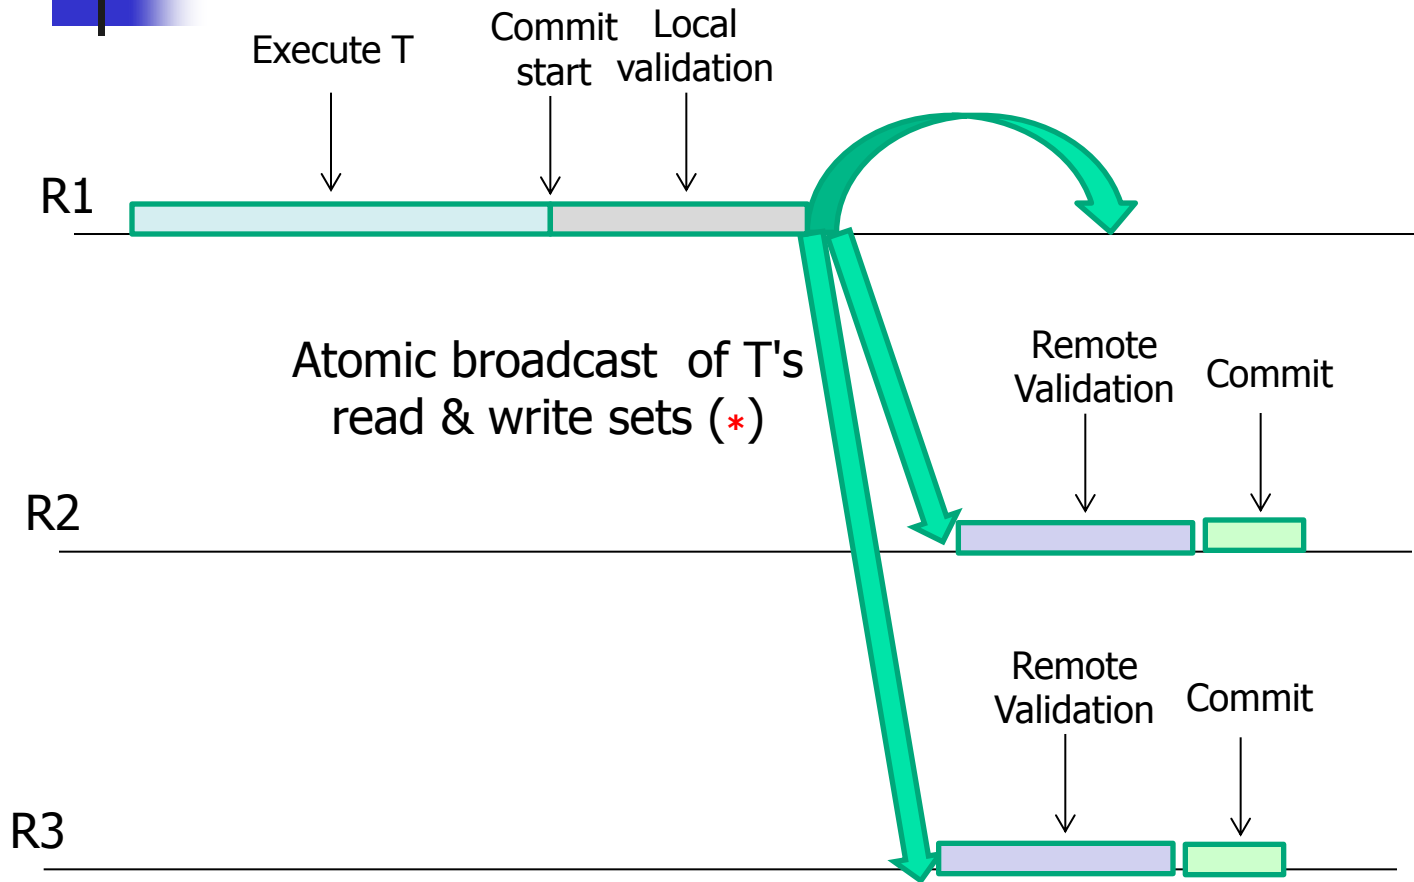 Execute T
Commit
start
Local
validation
R1
Atomic broadcast  of T's
read & write sets (*)
Remote
Validation
Commit
R2
Remote
Validation
Commit
R3